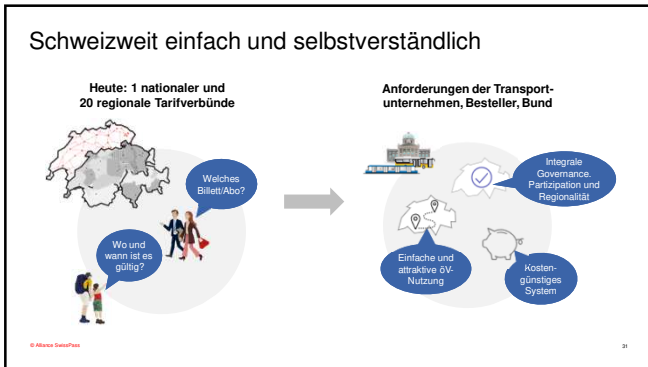 Schweizweit einfach und selbstverständlich
Heute: 1 nationaler und
20 regionale Tarifverbünde
Welches
Billett/Abo?
Wo und
wann ist es
gültig?
Anforderungen der Transport-
unternehmen, Besteller, Bund
Integrale
Governance.
Partizipation und
Regionalität
Einfache und
attraktive öV-
Nutzung
Kosten-
günstiges
System
© Alliance SwissPass
31